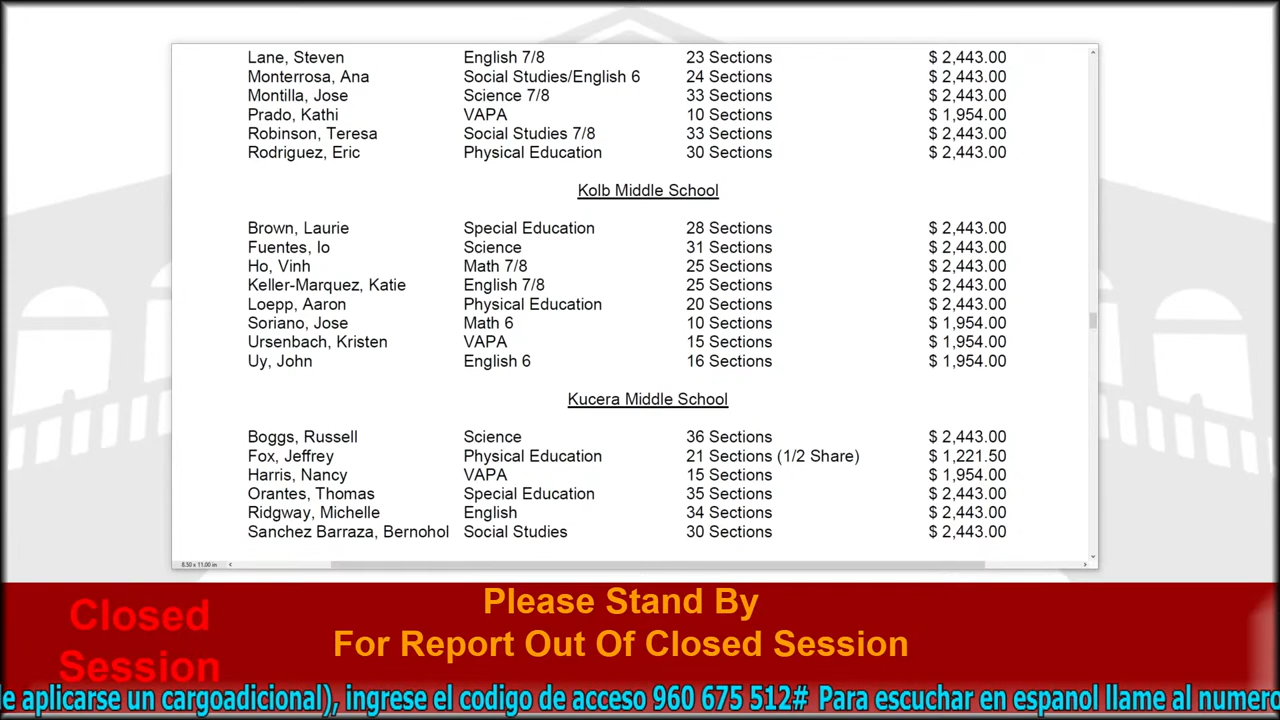 Lane, Steven English 7/8 23 Sections $ 2,443.00
Monterrosa, Ana Social Studies/English 6 24 Sections $ 2,443.00
Montilla, Jose Science 7/8 33 Sections $ 2,443.00
Prado, Kathi VAPA 10 Sections $ 1,954.00
Robinson, Teresa Social Studies 7/8 33 Sections $ 2,443.00
Rodriguez, Eric Physical Education 30 Sections $ 2,443.00
Kolb Middle School
Brown, Laurie Special Education 28 Sections $ 2,443.00
Fuentes, Io Science 31 Sections $ 2,443.00
Ho, Vinh Math 7/8 25 Sections $ 2,443.00
Keller-Marquez, Katie English 7/8 25 Sections $ 2,443.00
Loepp, Aaron Physical Education 20 Sections $ 2,443.00
Soriano, Jose Math 6 10 Sections $ 1,954.00
Ursenbach, Kristen VAPA 15 Sections $ 1,954.00
Uy, John English 6 16 Sections $ 1,954.00
Kucera Middle School
Boggs, Russell Science 36 Sections $ 2,443.00
Fox, Jeffrey Physical Education 21 Sections (1/2 Share) $ 1,221.50
Harris, Nancy VAPA 15 Sections $ 1,954.00
Orantes, Thomas Special Education 35 Sections $ 2,443.00
Ridgway, Michelle English 34 Sections $ 2,443.00
Sanchez Barraza, Bernohol Social Studies 30 Sections $ 2,443.00
8.50 x 11.00 in
Closed
Session
Please Stand By
For Report Out Of Closed Session
de aplicarse un cargoadicional), ingrese el codigo de acceso 960 675 512# Para escuchar en espanol llame al numero